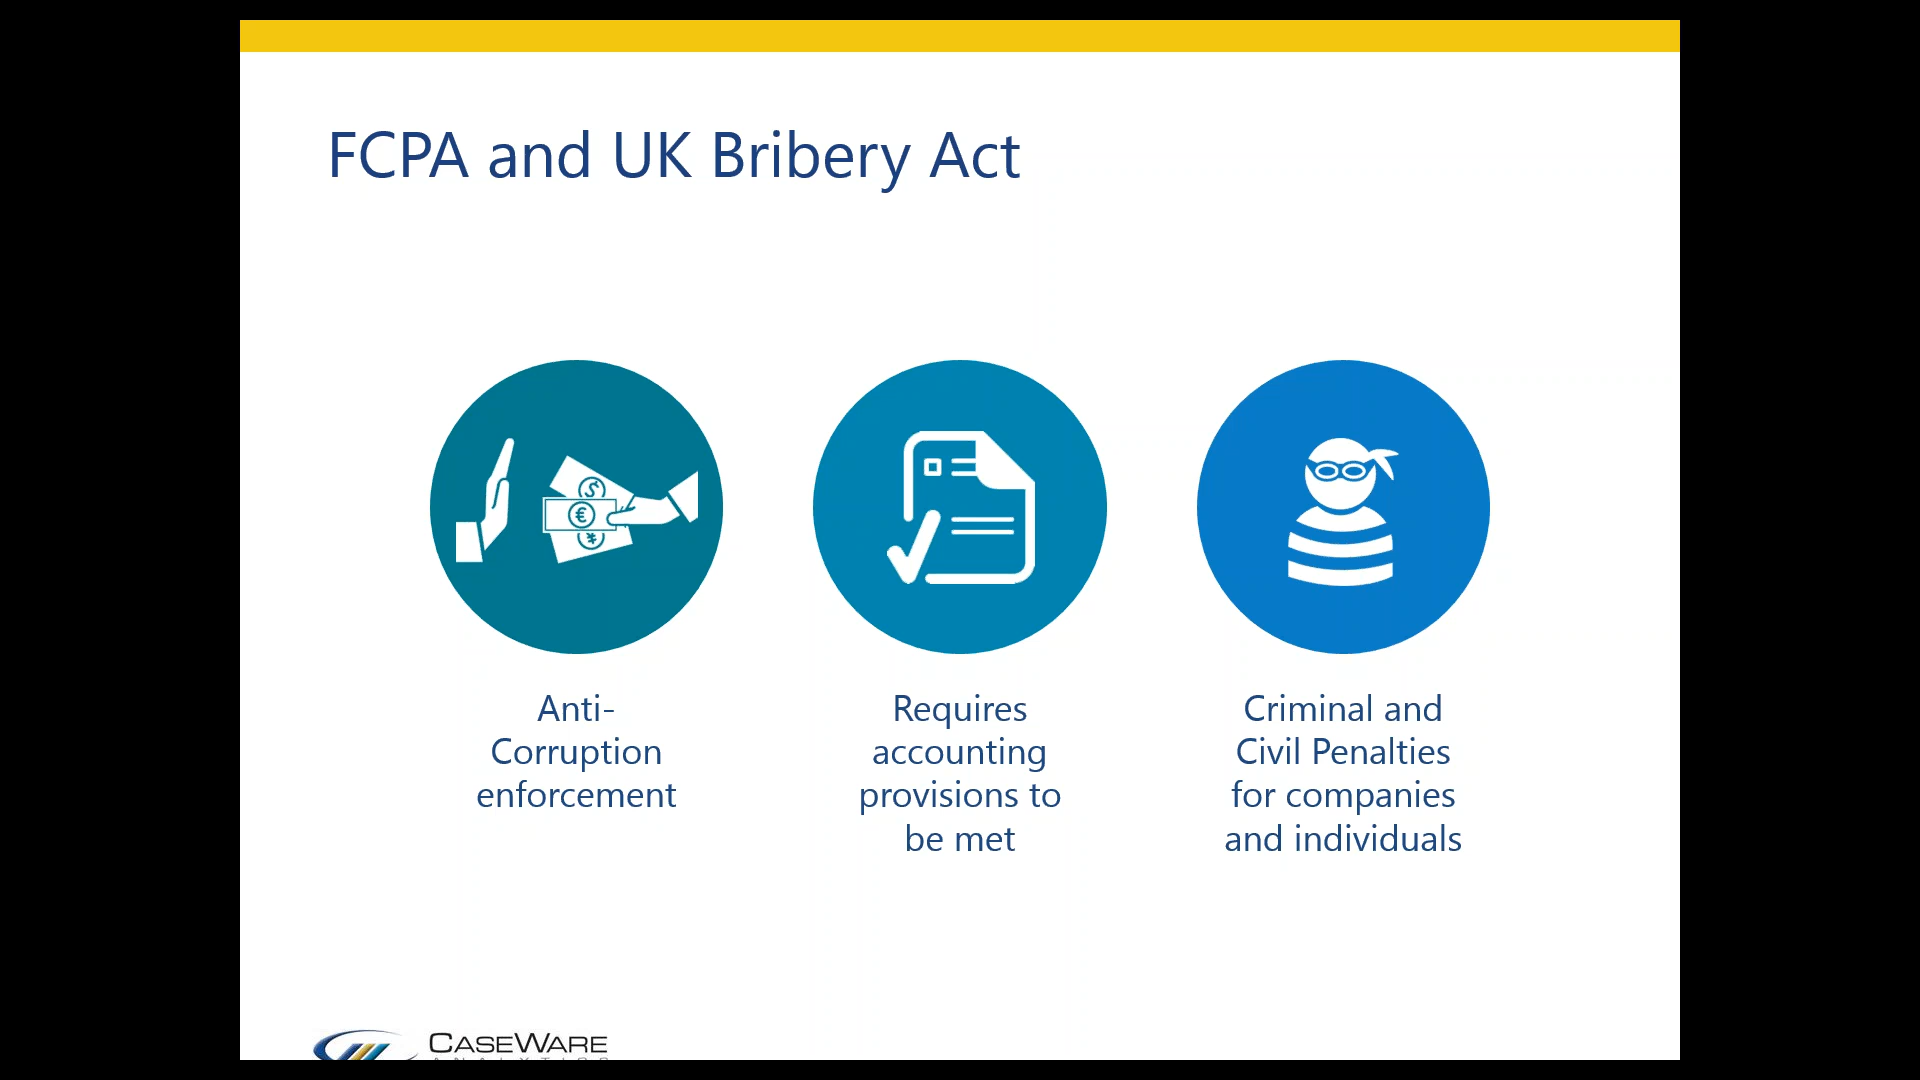 FCPA and UK Bribery Act
Anti-
Corruption
enforcement
Requires
accounting
provisions to
be met
Criminal and
Civil Penalties
for companies
and individuals
CASEWARE